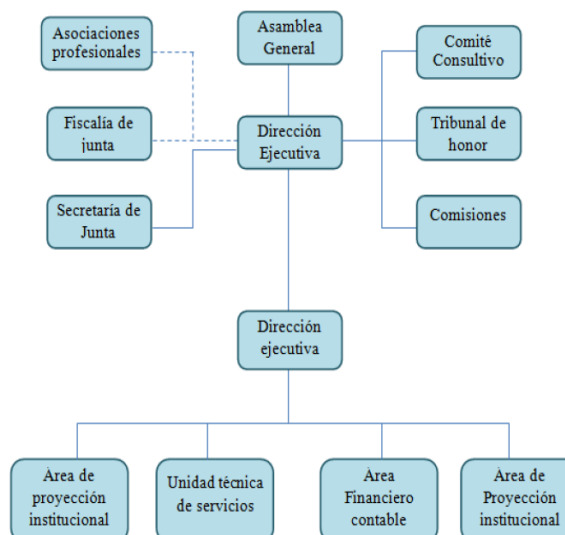 Asociaciones
profesionales
Asamblea
General
Comité
Consultivo
Fiscalía de
junta
Dirección
Ejecutiva
Tribunal de
honor
Secretaría de
Junta
Comisiones
Dirección
ejecutiva
Área de
proyección
institucional
Unidad técnica
de servicios
Área
Financiero
contable
Área de
Proyección
institucional